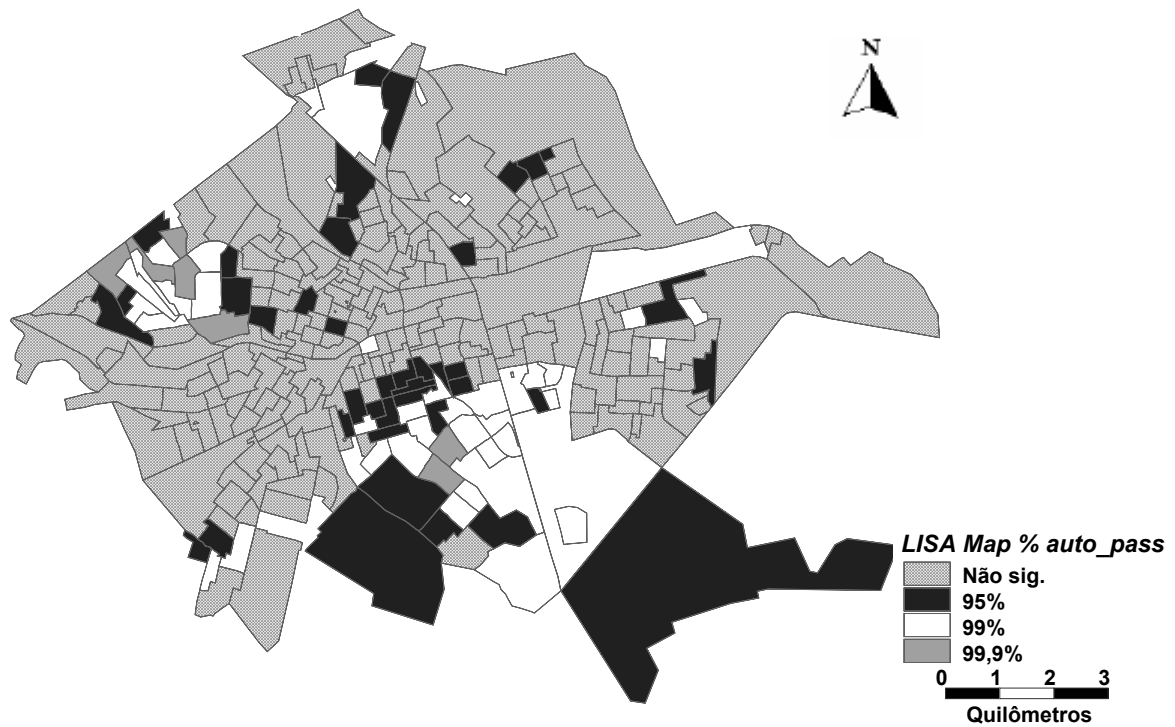 N
LISA Map % auto_pass
Não sig.
95%
99%
99,9%
0 1 2 3
Quilômetros